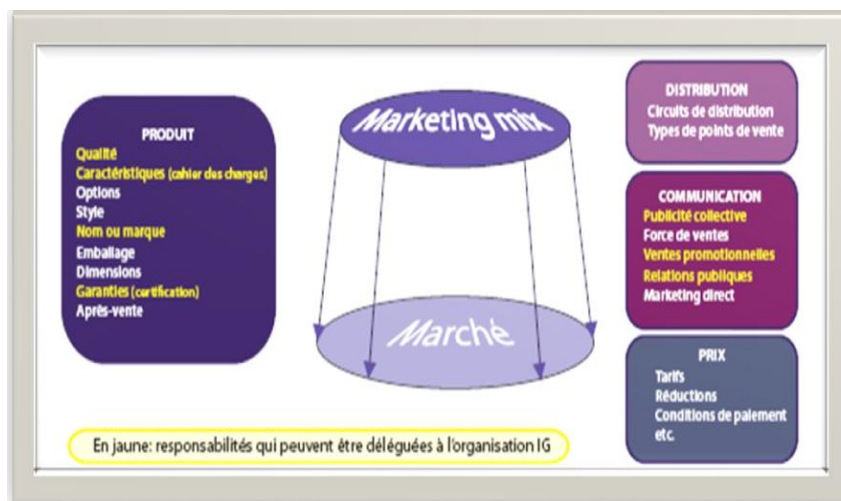 PRODUIT
Qualité
Caractéristiques (cahier des charges)
Options
Style
Nom ou marque
Emballage
Dimensions
Garanties (certification)
Après-vente
Marketing mix
Marché
DISTRIBUTION
Circuits de distribution
Types de points de vente
COMMUNICATION
Publicité collective
Force de ventes
Ventes promotionnelles
Relations publiques
Marketing direct
PRIX
Tarifs
Réductions
Conditions de paiement
etc.
En jaune: responsabilités qui peuvent être déléguées à l'organisation IG